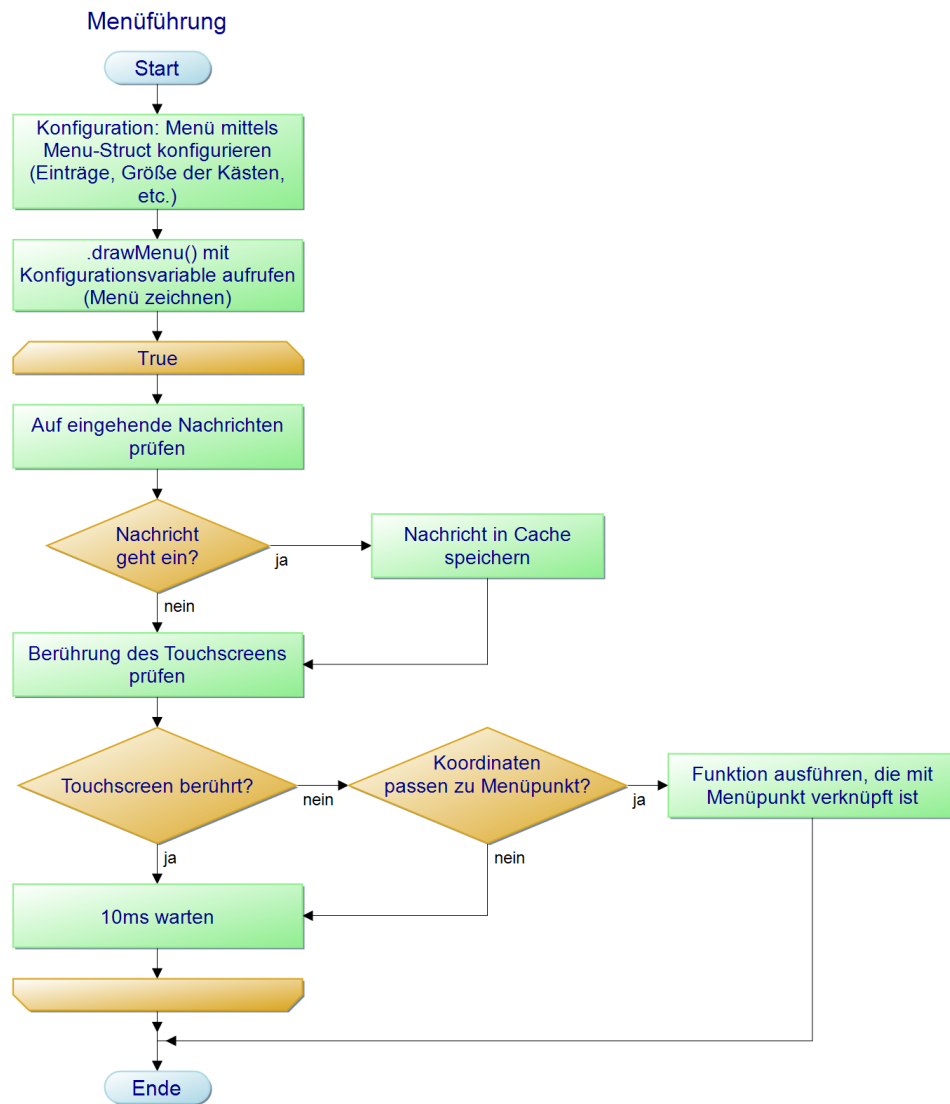 Menüführung
Start
Konfiguration: Menü mittels
Menu-Struct konfigurieren
(Einträge, Größe der Kästen,
etc.)
.drawMenu() mit
Konfigurationsvariable aufrufen
(Menü zeichnen)
True
Auf eingehende Nachrichten
prüfen
Nachricht
geht ein?
ja
Nachricht in Cache
speichern
nein
Berührung des Touchscreens
prüfen
Touchscreen berührt?
nein
Koordinaten
passen zu Menüpunkt?
ja
Funktion ausführen, die mit
Menüpunkt verknüpft ist
ja
nein
10ms warten
Ende